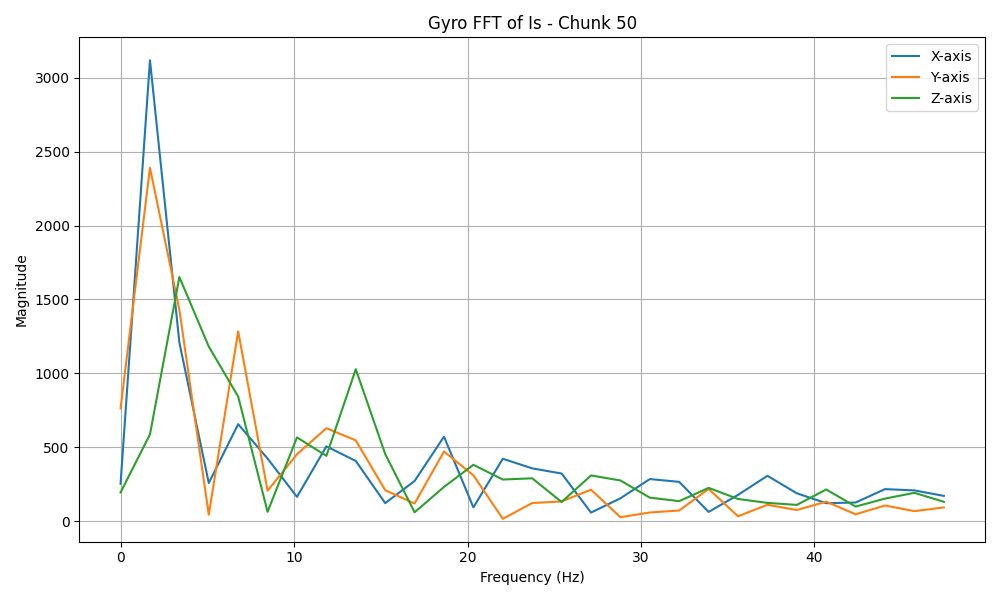 Gyro FFT of Is - Chunk 50
X-axis
Y-axis
Z-axis
Magnitude
3000
2500
2000
1500
1000
500
0
0 10 20 30 40
Frequency (Hz)